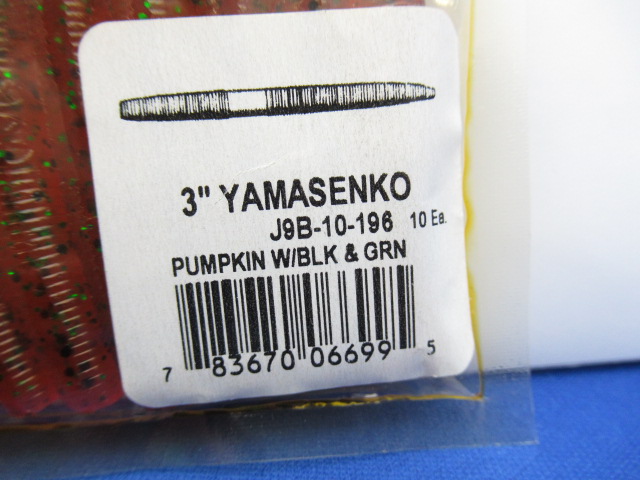 3" YAMASENKO
J9B-10-196 10 Ea.
PUMPKIN W/BLK & GRN
7 83670 06699 5